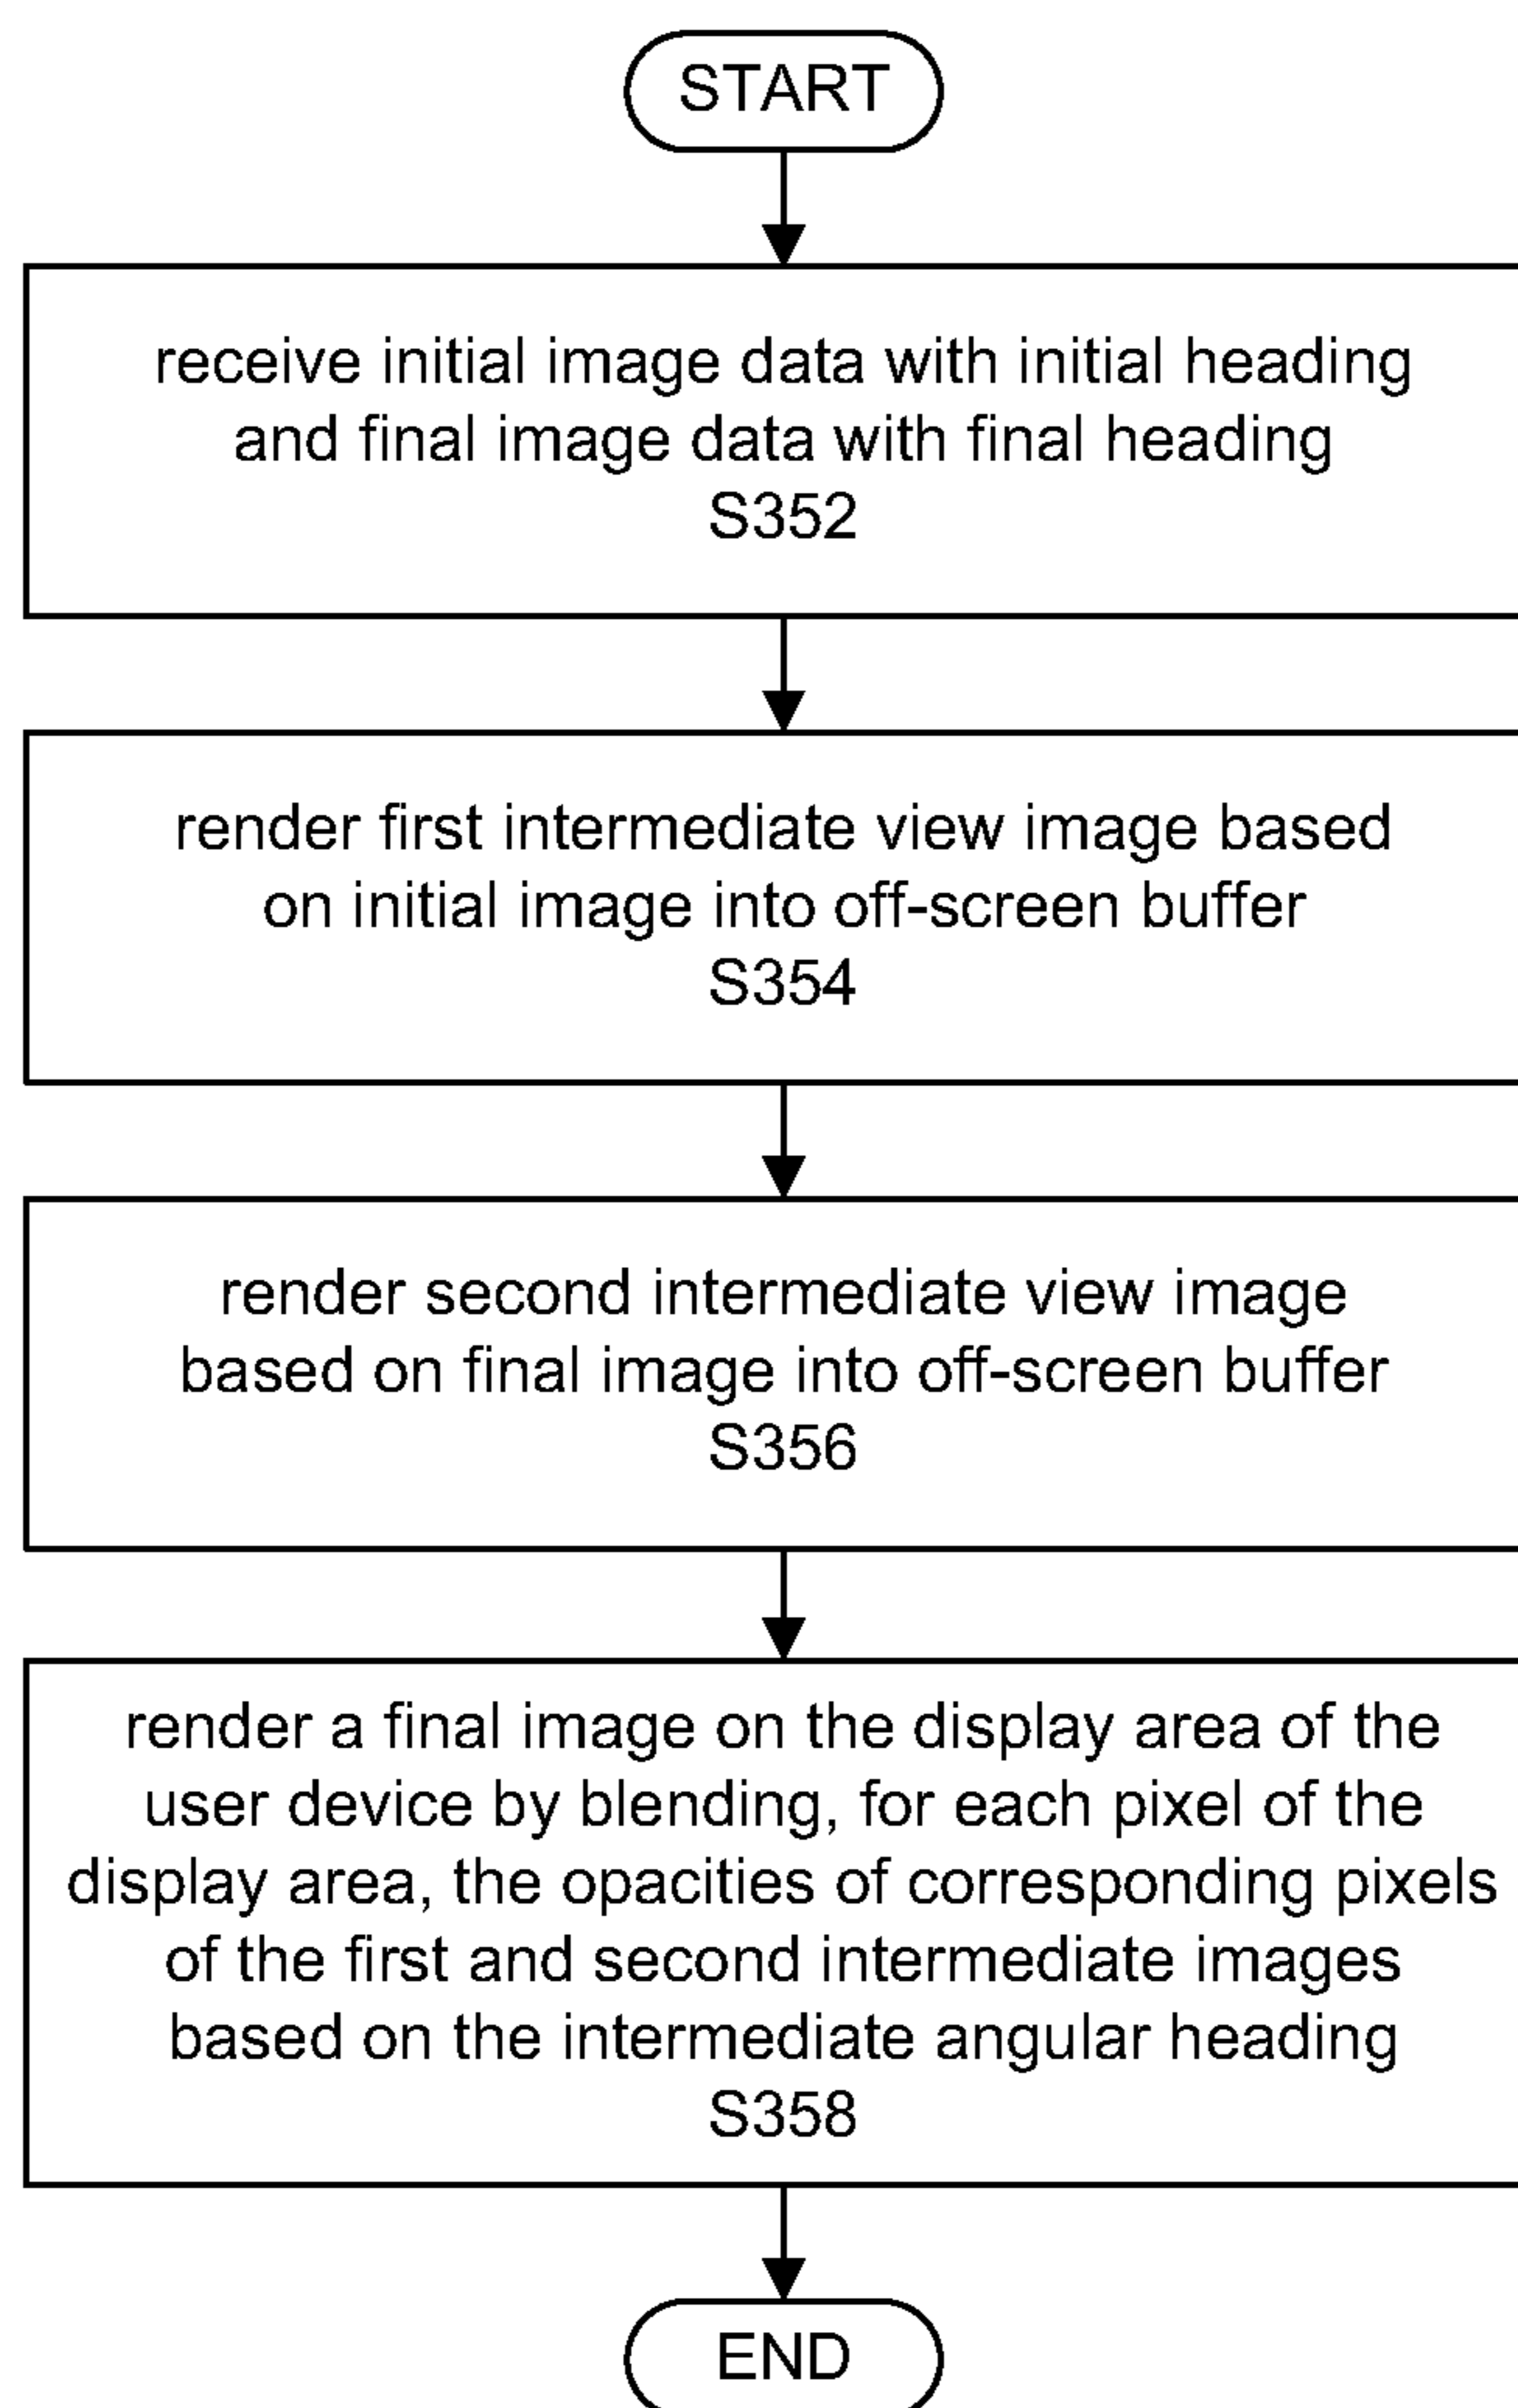 START
receive initial image data with initial heading
and final image data with final heading
S352
render first intermediate view image based
on initial image into off-screen buffer
S354
render second intermediate view image
based on final image into off-screen buffer
S356
render a final image on the display area of the
user device by blending, for each pixel of the
display area, the opacities of corresponding pixels
of the first and second intermediate images
based on the intermediate angular heading
S358
END